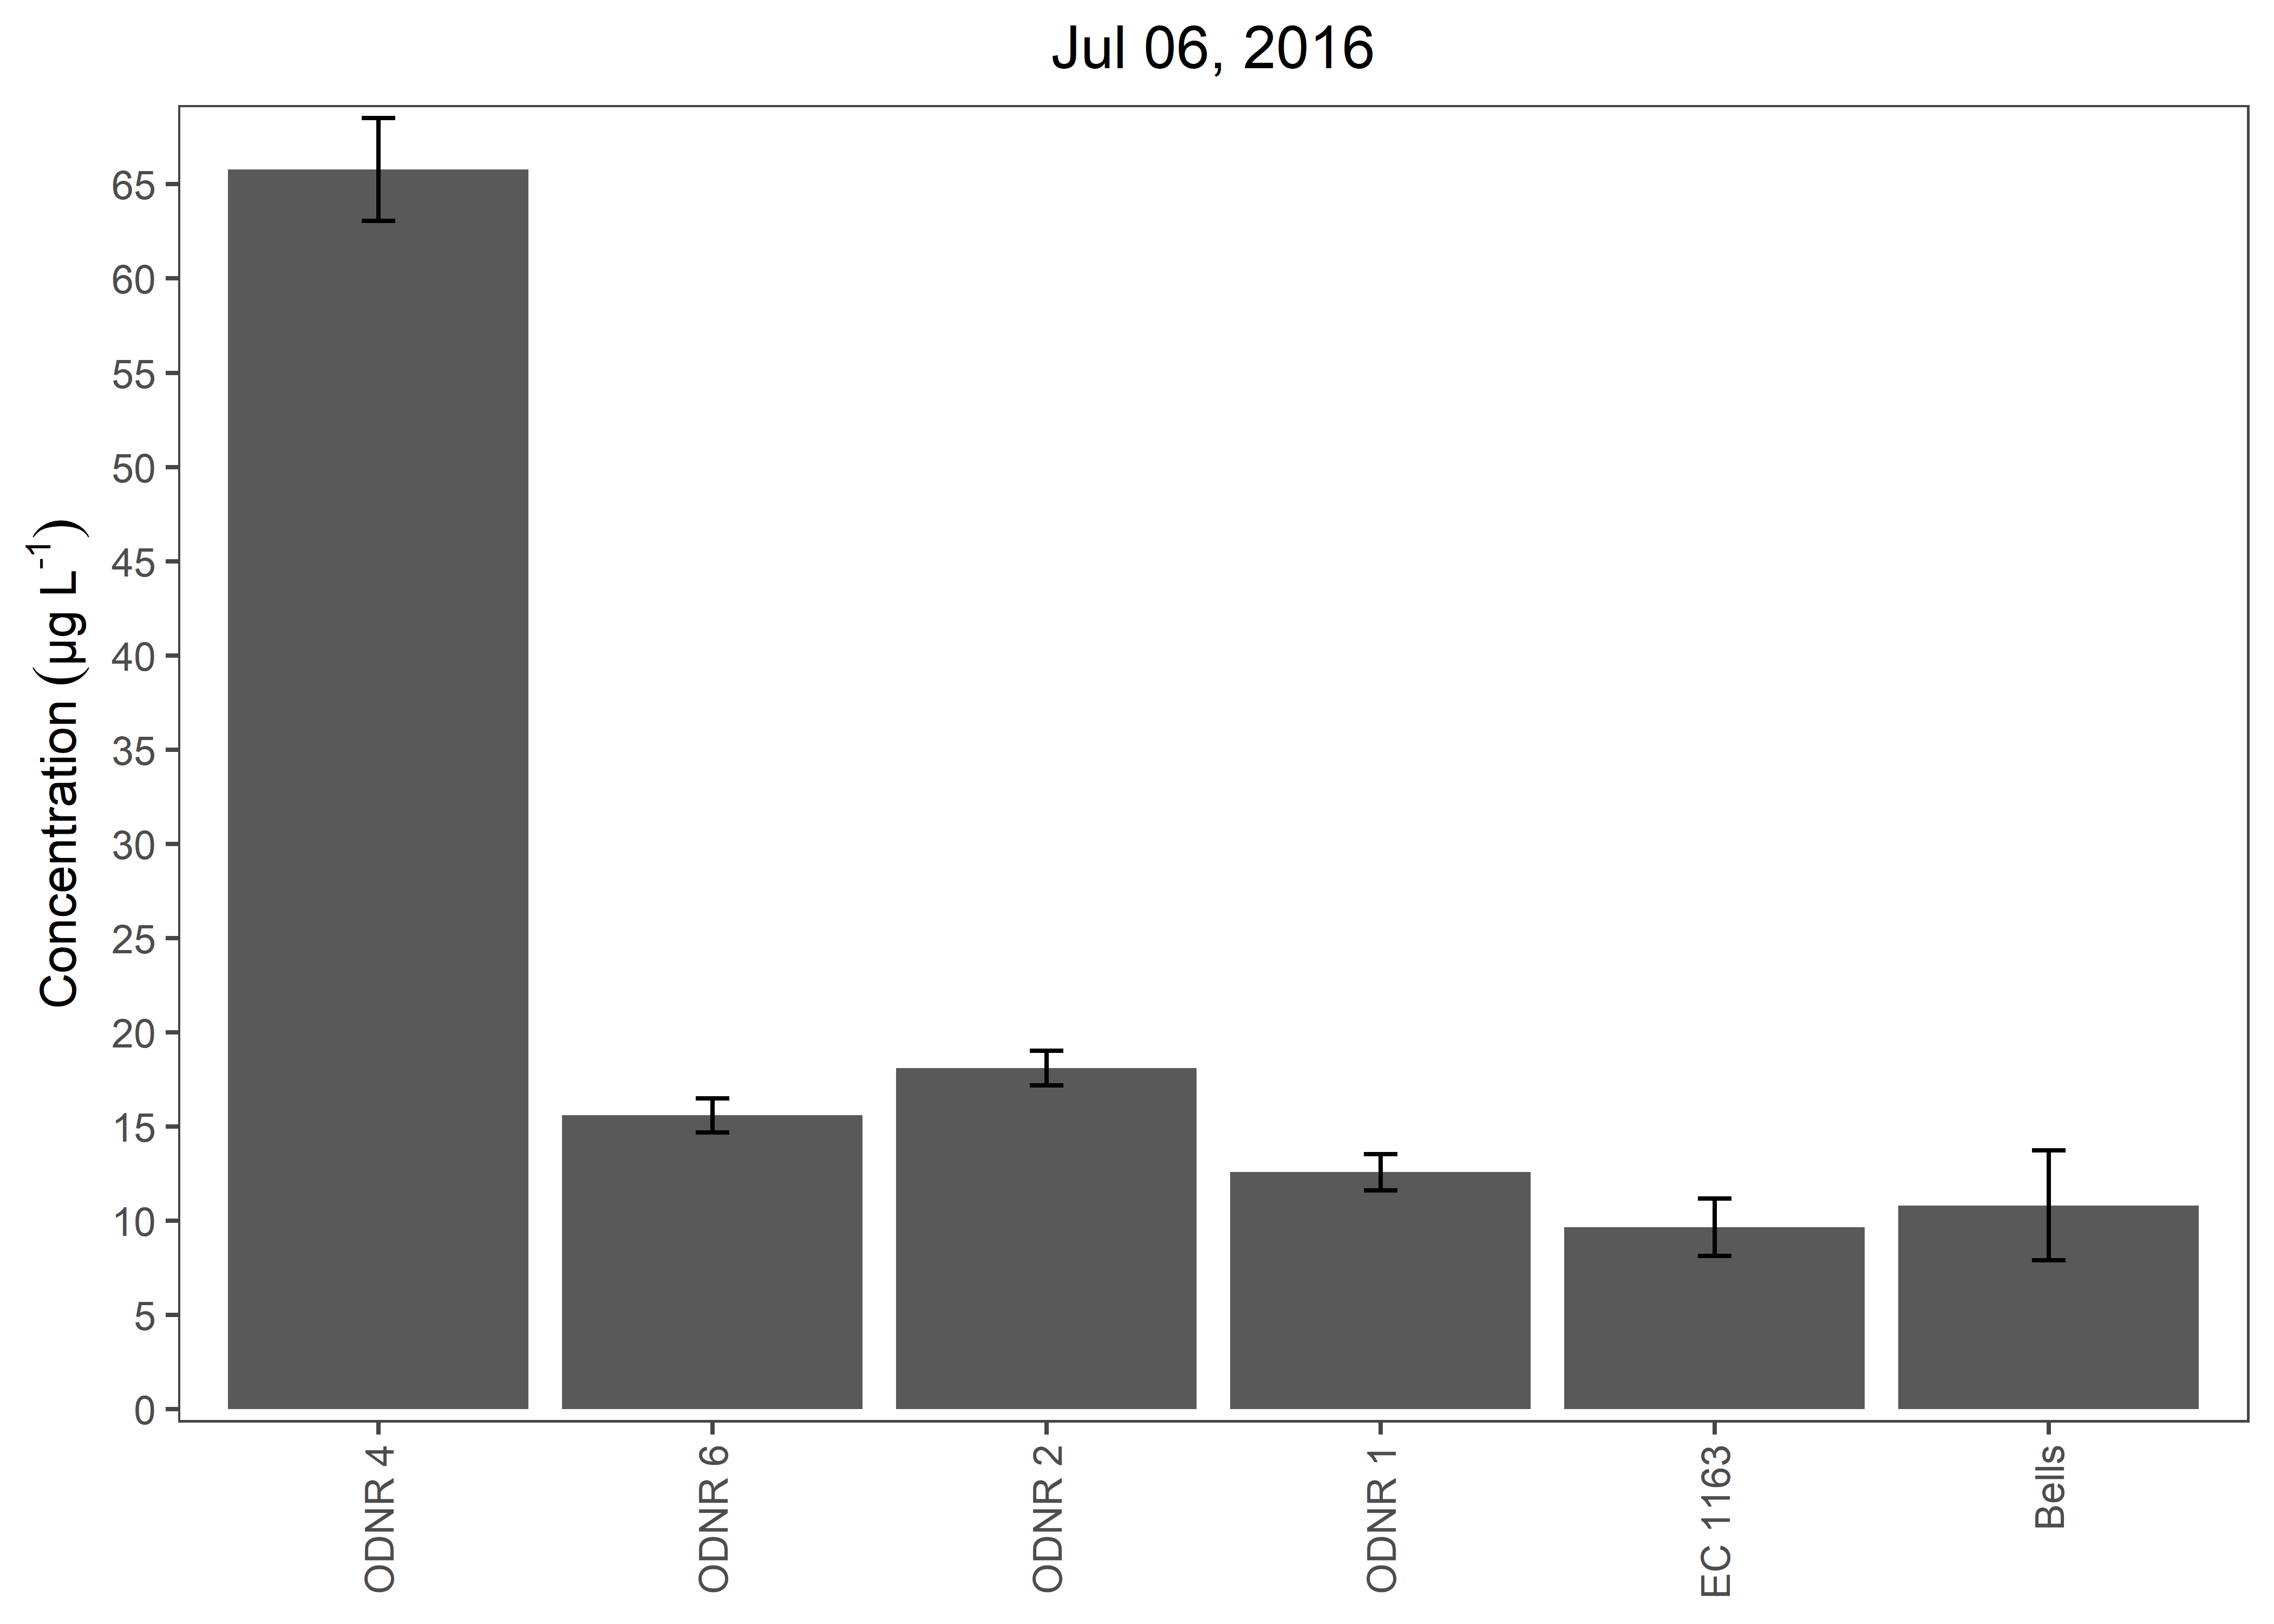 Jul 06, 2016
Concentration (µg L⁻¹)
65
60
55
50
45
40
35
30
25
20
15
10
5
0
ODNR 4
ODNR 6
ODNR 2
ODNR 1
EC 1163
Bells